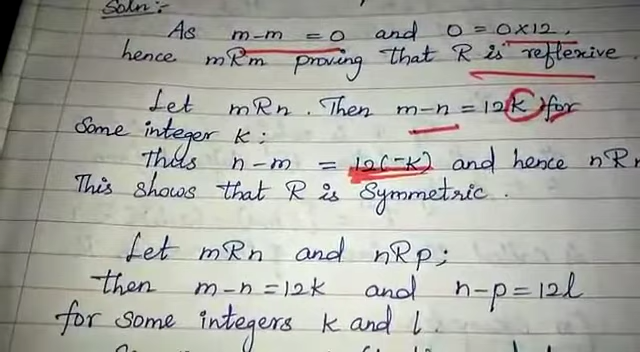 Soln:-
As m-m = 0 and 0 = 0×12,
hence mRm proving that R is reflexive.
Let mRn. Then m-n = 12k for
some integer k;
thus n-m = 12(-k) and hence nRm
This shows that R is Symmetric.
Let mRn and nRp;
then m-n=12k and n-p=12l
for some integers k and l.